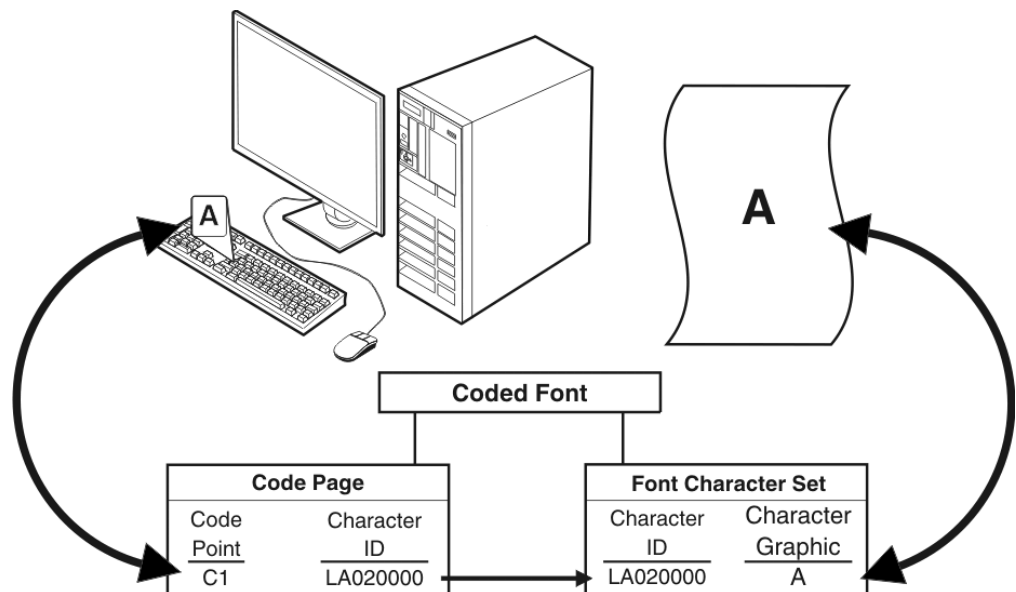 A
A
Coded Font
Code Page
Code Character
Point ID
C1 LA020000
Font Character Set
Character Character
ID Graphic
LA020000 A